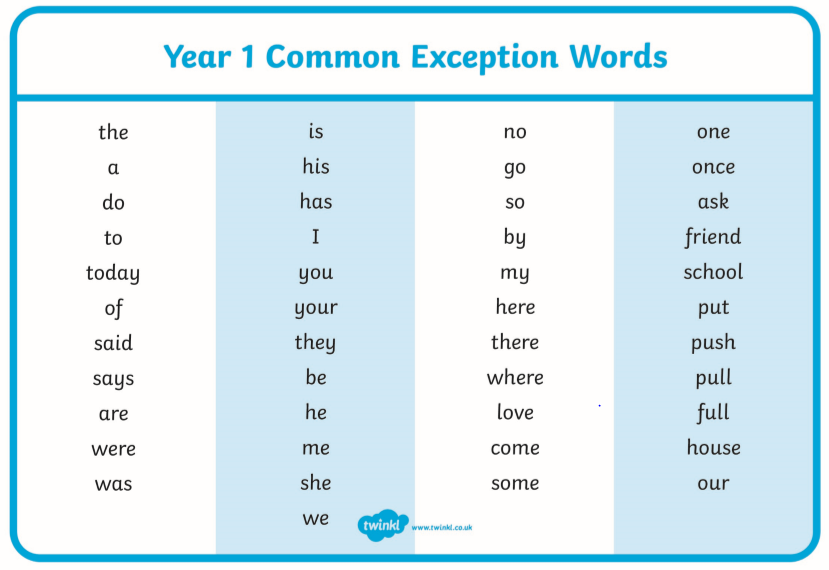 Year 1 Common Exception Words
the
a
do
to
today
of
said
says
are
were
was
is
his
has
I
you
your
they
be
he
me
she
we
no
go
so
by
my
here
there
where
love
come
some
one
once
ask
friend
school
put
push
pull
full
house
our
twinkl www.twinkl.co.uk